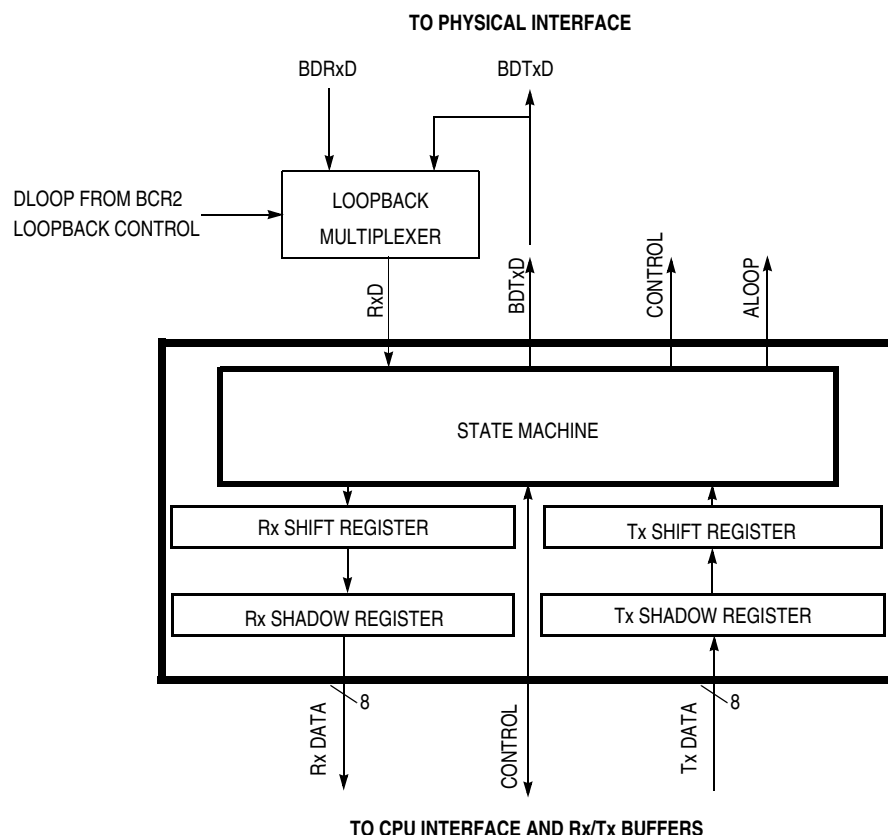 TO PHYSICAL INTERFACE
BDRxD
BDTxD
DLOOP FROM BCR2
LOOPBACK CONTROL
LOOPBACK
MULTIPLEXER
RxD
BDTxD
CONTROL
ALOOP
STATE MACHINE
Rx SHIFT REGISTER
Tx SHIFT REGISTER
Rx SHADOW REGISTER
Tx SHADOW REGISTER
8
8
Rx DATA
CONTROL
Tx DATA
TO CPU INTERFACE AND Rx/Tx BUFFERS